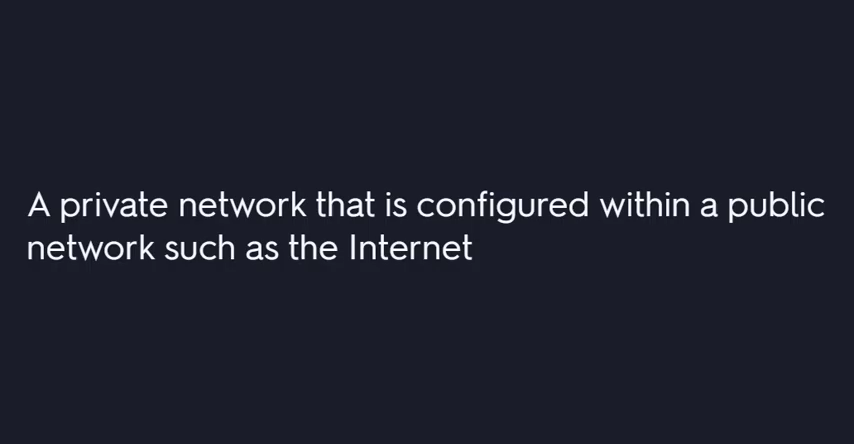 A private network that is configured within a public
network such as the Internet